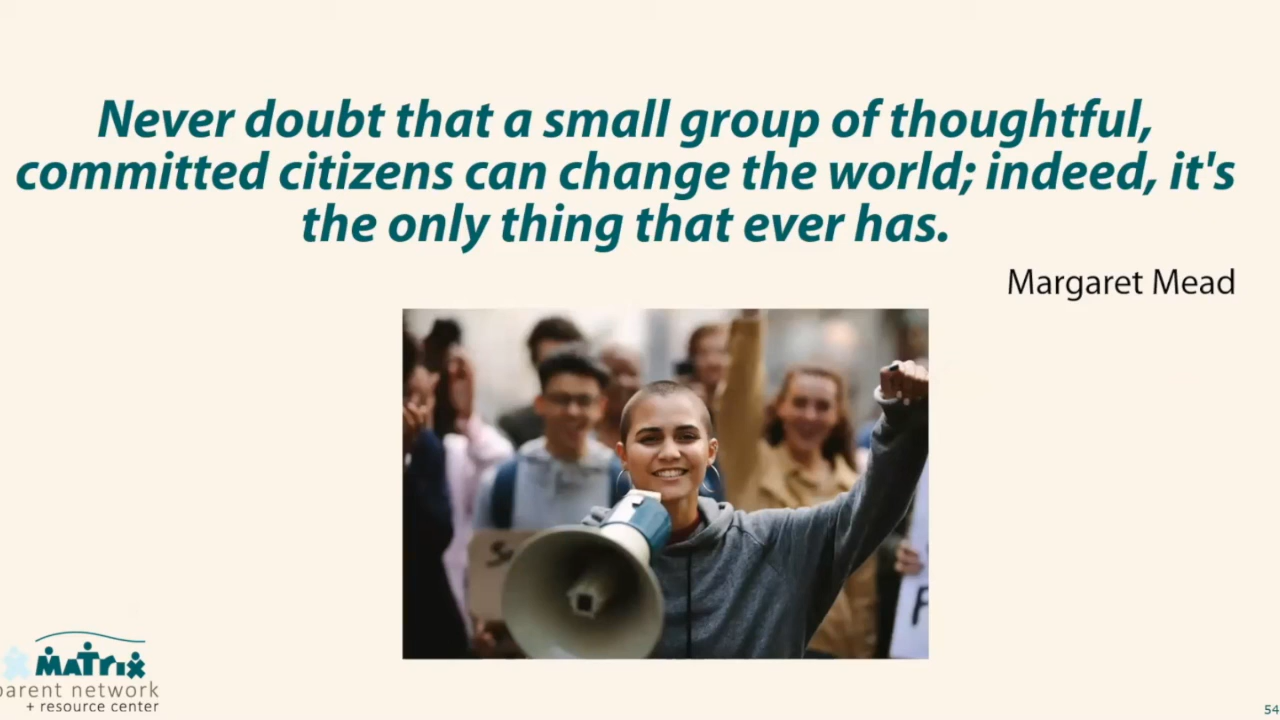 Never doubt that a small group of thoughtful,
committed citizens can change the world; indeed, it's
the only thing that ever has.
Margaret Mead
MATRIX
parent network
+ resource center
54